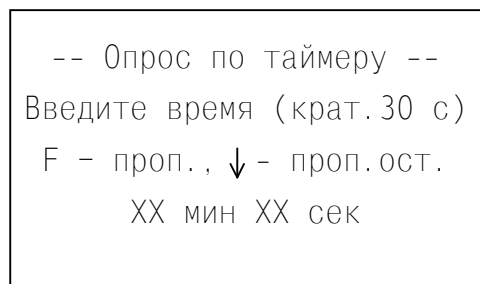 -- Опрос по таймеру --
Введите время (крат.30 с)
F - проп.,↓- проп.ост.
XX мин XX сек